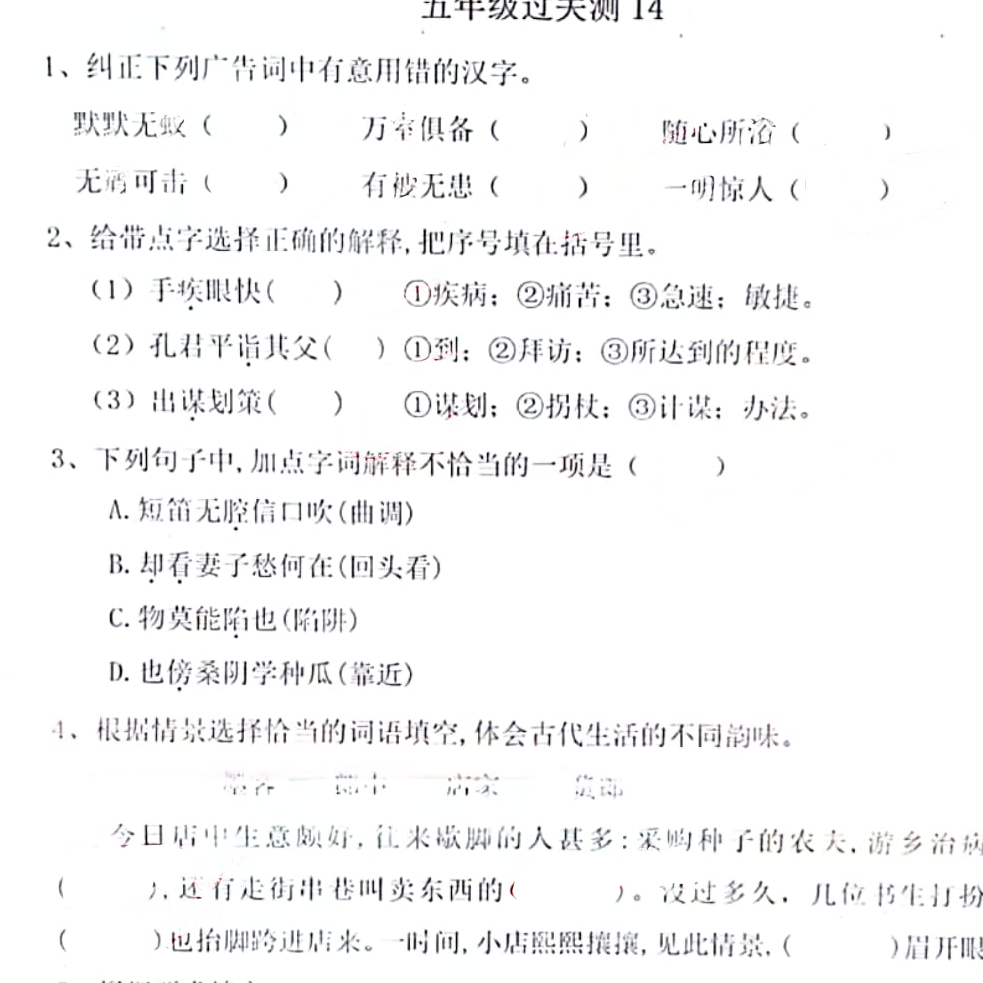 五年级过关测 14
1、纠正下列广告词中有意用错的汉字。
默默无蚊（　　） 万室俱备（　　） 随心所浴（　　）
无 可击（　　） 有被无患（　　） 一明惊人（　　）
2、给带点字选择正确的解释,把序号填在括号里。
（1）手疾眼快(　　) ①疾病；②痛苦；③急速；敏捷。
（2）孔君平诣其父(　　) ①到；②拜访；③所达到的程度。
（3）出谋划策(　　) ①谋划；②拐杖；③计谋；办法。
3、下列句子中,加点字词解释不恰当的一项是（　　）
A. 短笛无腔信口吹(曲调)
B. 却看妻子愁何在(回头看)
C. 物莫能陷也(陷阱)
D. 也傍桑阴学种瓜(靠近)
4、根据情景选择恰当的词语填空,体会古代生活的不同韵味。
店家 货郎
今日店中生意颇好,往来歇脚的人甚多:采购种子的农夫,游乡治病
(　　),还有走街串巷叫卖东西的(　　)。没过多久，几位书生打扮
(　　)也抬脚跨进店来。一时间,小店熙熙攘攘,见此情景,(　　)眉开眼